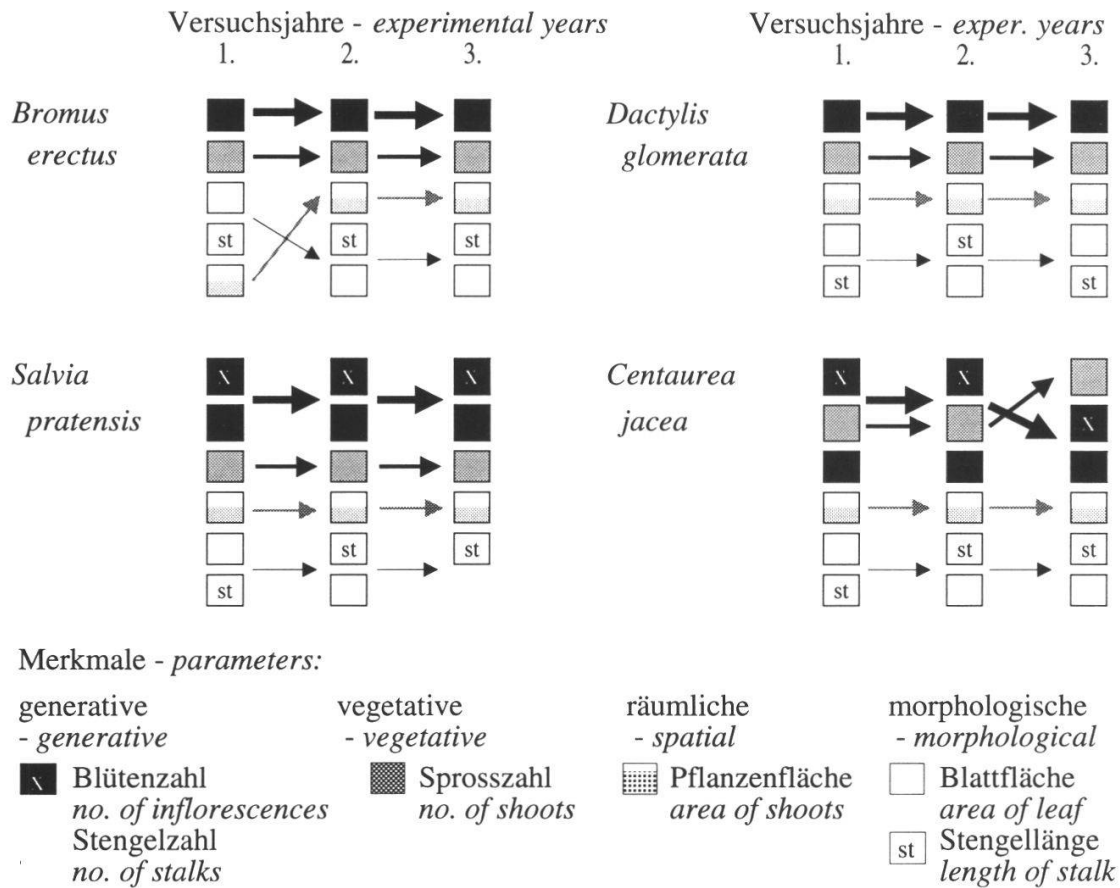 Versuchsjahre - experimental years
1. 2. 3.
Versuchsjahre - exper. years
1. 2. 3.
Bromus
erectus
st st st
Dactylis
glomerata
st
st st
Salvia
pratensis
X X X
st st
st
Centaurea
jacea
X X
X
st st
st
Merkmale - parameters:
generative
- generative
X Blütenzahl
no. of inflorescences
Stengelzahl
no. of stalks
vegetative
- vegetative
Sprosszahl
no. of shoots
räumliche
- spatial
Pflanzenfläche
area of shoots
morphologische
- morphological
Blattfläche
area of leaf
st Stengellänge
length of stalk